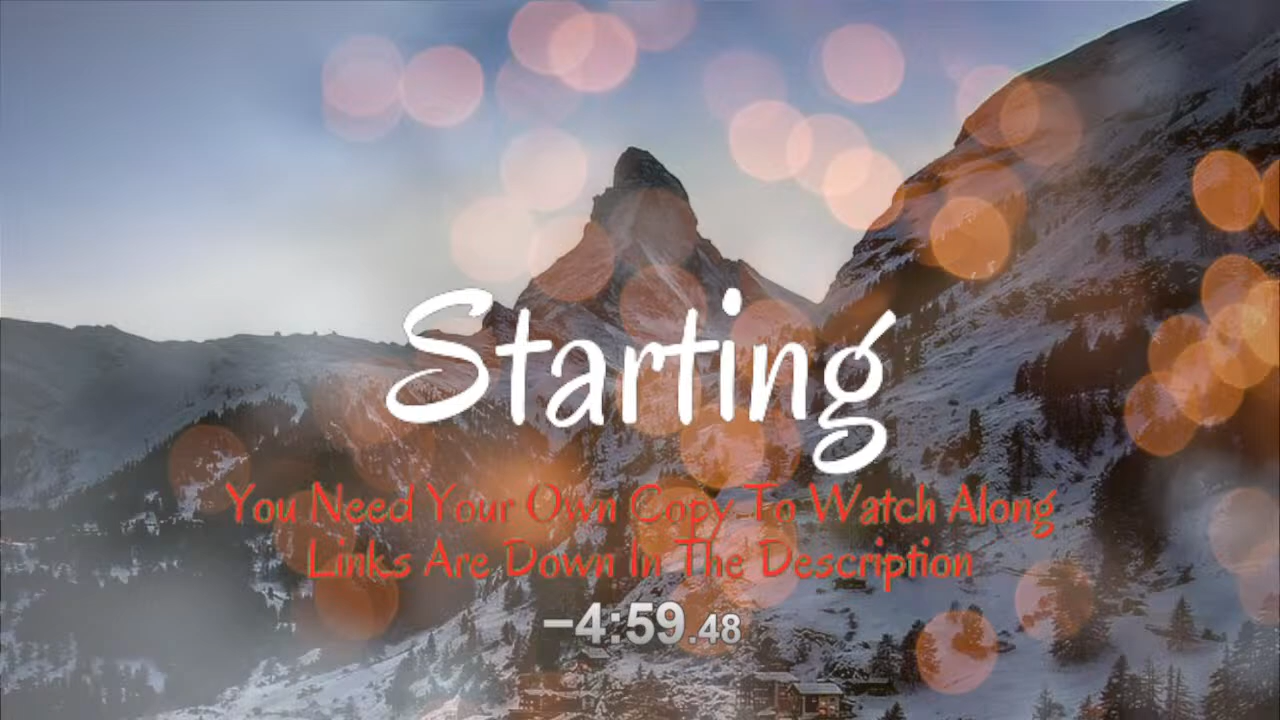 Starting
You Need Your Own Copy To Watch Along
Links Are Down In The Description
−4:59.48